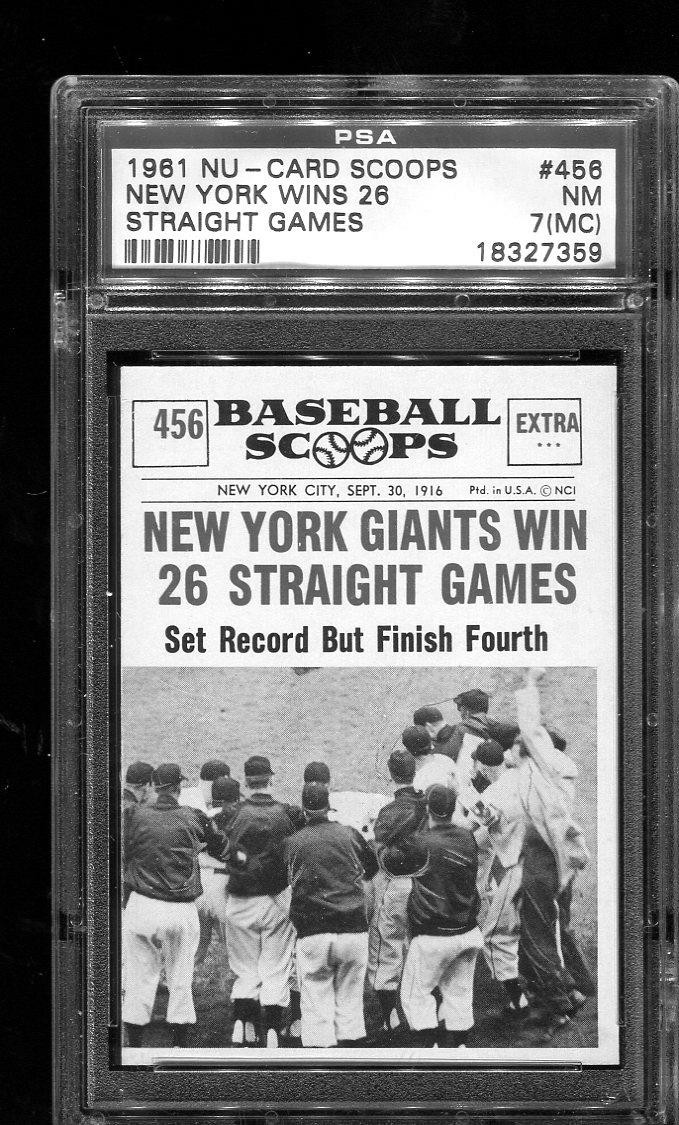 PSA
1961 NU-CARD SCOOPS #456
NEW YORK WINS 26 NM
STRAIGHT GAMES 7(MC)
18327359
456 BASEBALL EXTRA
SCOOPS ***
NEW YORK CITY, SEPT. 30, 1916 Ptd. in U.S.A. © NCI
NEW YORK GIANTS WIN
26 STRAIGHT GAMES
Set Record But Finish Fourth